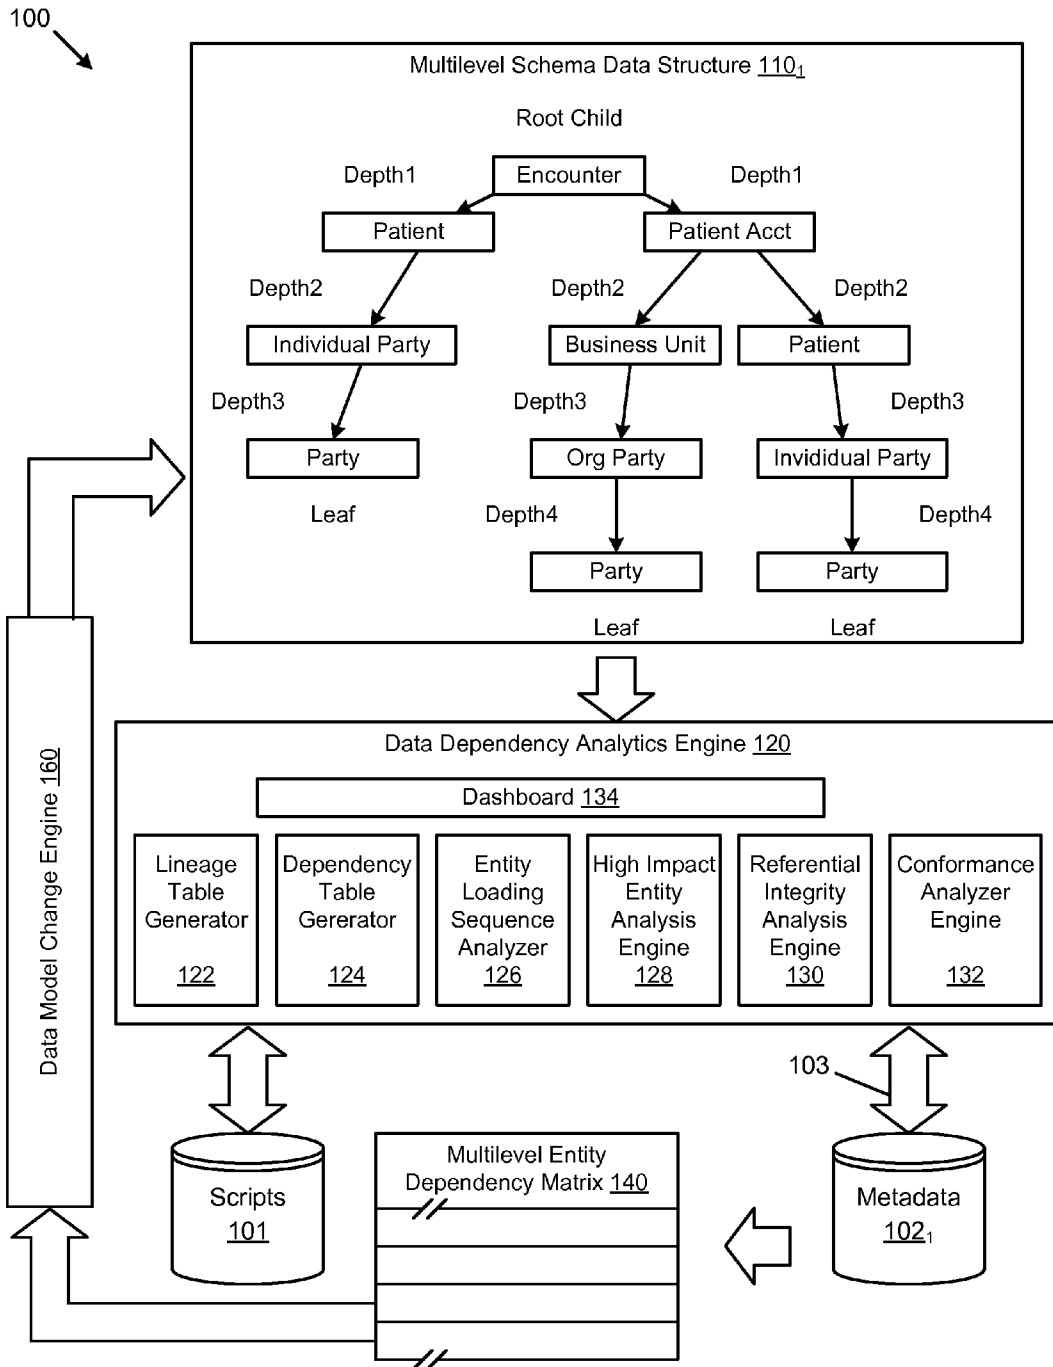 100
Multilevel Schema Data Structure 110₁
Root Child
Depth1
Encounter
Depth1
Patient
Patient Acct
Depth2
Depth2
Depth2
Individual Party
Business Unit
Patient
Depth3
Depth3
Depth3
Party
Org Party
Invididual Party
Leaf
Depth4
Depth4
Party
Party
Leaf
Leaf
Data Model Change Engine 160
Data Dependency Analytics Engine 120
Dashboard 134
Lineage
Table
Generator
122
Dependency
Table
Gererator
124
Entity
Loading
Sequence
Analyzer
126
High Impact
Entity
Analysis
Engine
128
Referential
Integrity
Analysis
Engine
130
Conformance
Analyzer
Engine
132
103
Scripts
101
Multilevel Entity
Dependency Matrix 140
Metadata
102₁